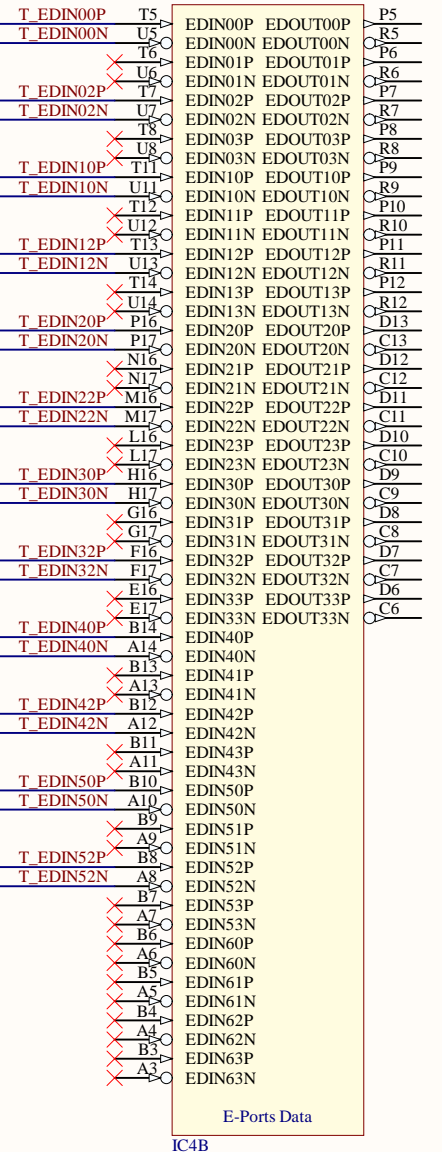 T_EDIN00P T5 EDIN00P EDOUT00P P5
T_EDIN00N U5 EDIN00N EDOUT00N R5
T6 EDIN01P EDOUT01P P6
U6 EDIN01N EDOUT01N R6
T_EDIN02P T7 EDIN02P EDOUT02P P7
T_EDIN02N U7 EDIN02N EDOUT02N R7
T8 EDIN03P EDOUT03P P8
U8 EDIN03N EDOUT03N R8
T_EDIN10P T11 EDIN10P EDOUT10P P9
T_EDIN10N U11 EDIN10N EDOUT10N R9
T12 EDIN11P EDOUT11P P10
U12 EDIN11N EDOUT11N R10
T_EDIN12P T13 EDIN12P EDOUT12P P11
T_EDIN12N U13 EDIN12N EDOUT12N R11
T14 EDIN13P EDOUT13P P12
U14 EDIN13N EDOUT13N R12
T_EDIN20P P16 EDIN20P EDOUT20P D13
T_EDIN20N P17 EDIN20N EDOUT20N C13
N16 EDIN21P EDOUT21P D12
N17 EDIN21N EDOUT21N C12
T_EDIN22P M16 EDIN22P EDOUT22P D11
T_EDIN22N M17 EDIN22N EDOUT22N C11
L16 EDIN23P EDOUT23P D10
L17 EDIN23N EDOUT23N C10
T_EDIN30P H16 EDIN30P EDOUT30P D9
T_EDIN30N H17 EDIN30N EDOUT30N C9
G16 EDIN31P EDOUT31P D8
G17 EDIN31N EDOUT31N C8
T_EDIN32P F16 EDIN32P EDOUT32P D7
T_EDIN32N F17 EDIN32N EDOUT32N C7
E16 EDIN33P EDOUT33P D6
E17 EDIN33N EDOUT33N C6
T_EDIN40P B14 EDIN40P
T_EDIN40N A14 EDIN40N
B13 EDIN41P
A13 EDIN41N
T_EDIN42P B12 EDIN42P
T_EDIN42N A12 EDIN42N
B11 EDIN43P
A11 EDIN43N
T_EDIN50P B10 EDIN50P
T_EDIN50N A10 EDIN50N
B9 EDIN51P
A9 EDIN51N
T_EDIN52P B8 EDIN52P
T_EDIN52N A8 EDIN52N
B7 EDIN53P
A7 EDIN53N
B6 EDIN60P
A6 EDIN60N
B5 EDIN61P
A5 EDIN61N
B4 EDIN62P
A4 EDIN62N
B3 EDIN63P
A3 EDIN63N
E-Ports Data
IC4B